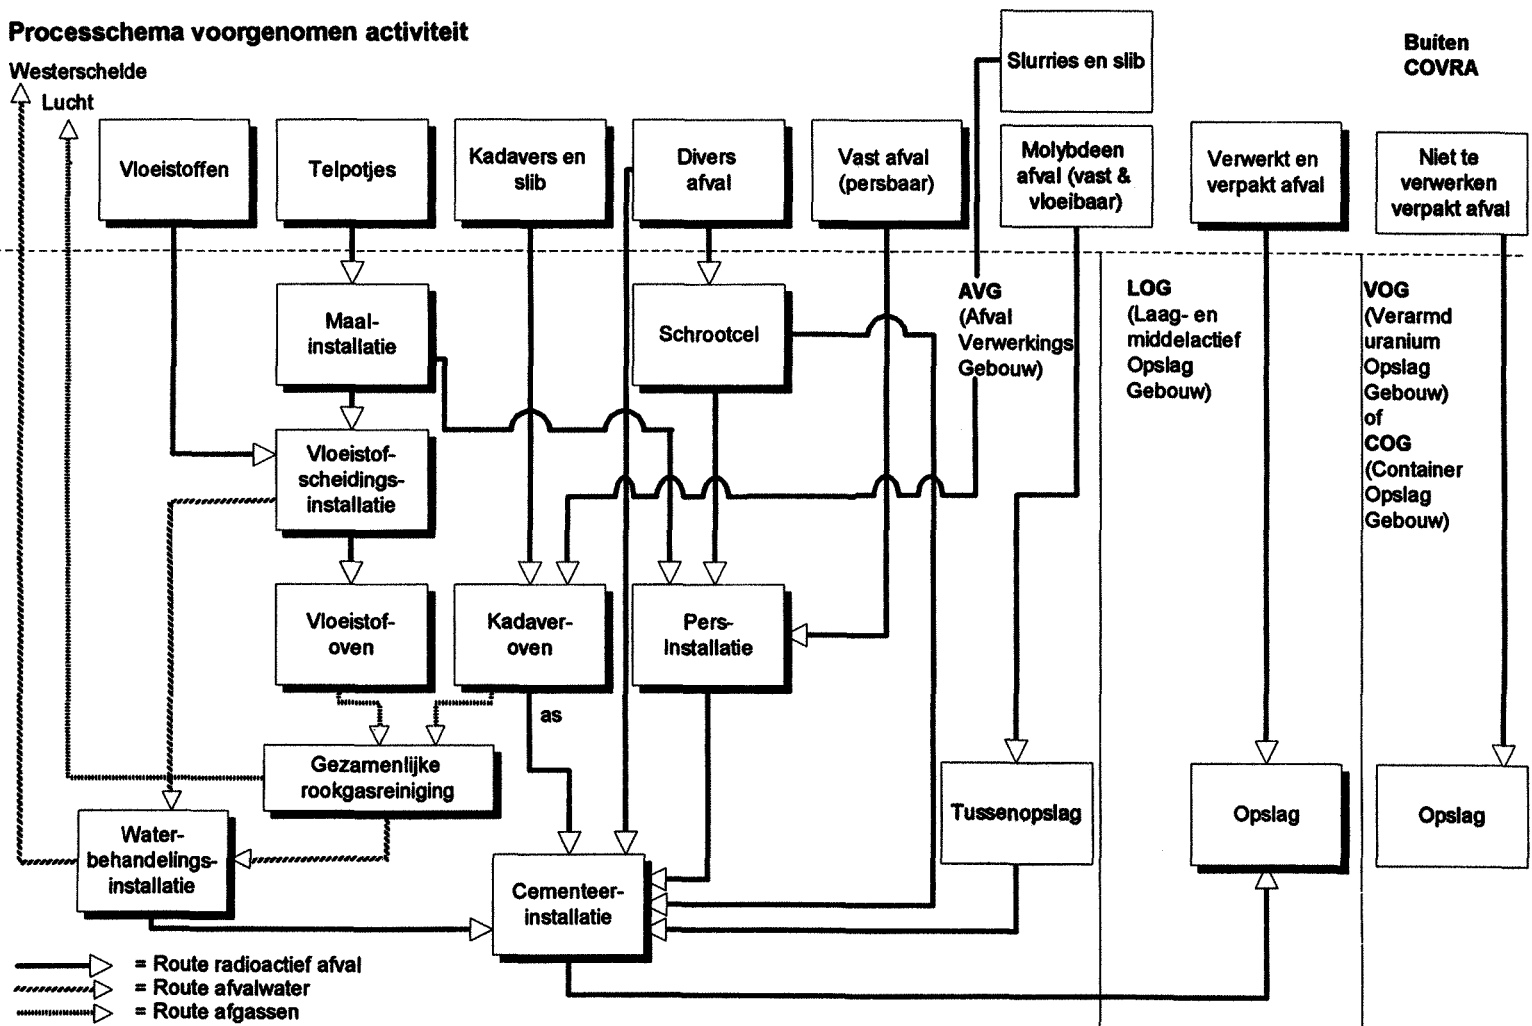 Processchema voorgenomen activiteit
Westerschelde
Lucht
Buiten
COVRA
Slurries en slib
Vloeistoffen
Telpotjes
Kadavers en
slib
Divers
afval
Vast afval
(persbaar)
Molybdeen
afval (vast &
vloeibaar)
Verwerkt en
verpakt afval
Niet te
verwerken
verpakt afval
Maal-
installatie
Schrootcel
AVG
(Afval
Verwerkings
Gebouw)
LOG
(Laag- en
middelactief
Opslag
Gebouw)
VOG
(Verarmd
uranium
Opslag
Gebouw)
of
COG
(Container
Opslag
Gebouw)
Vloeistof-
scheidings-
installatie
Vloeistof-
oven
Kadaver-
oven
Pers-
installatie
as
Gezamenlijke
rookgasreiniging
Tussenopslag
Opslag
Opslag
Water-
behandelings-
installatie
Cementeer-
installatie
= Route radioactief afval
= Route afvalwater
= Route afgassen